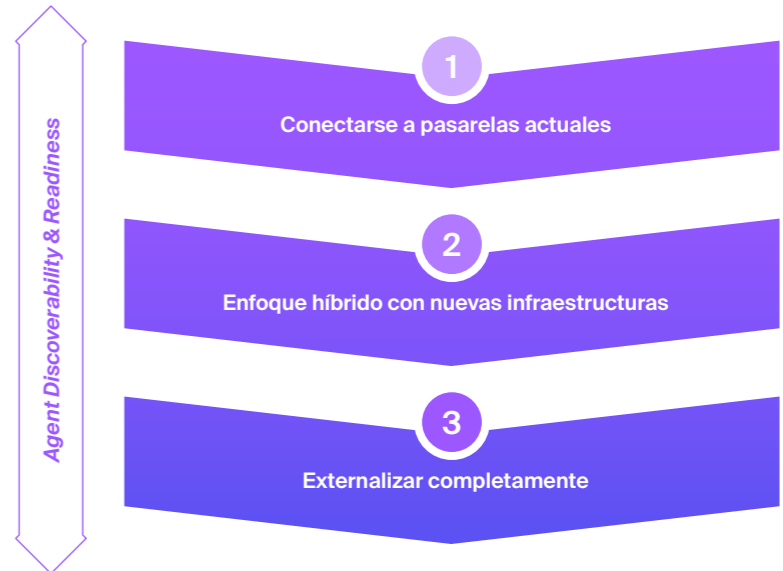 Agent Discoverability & Readiness
1
Conectarse a pasarelas actuales
2
Enfoque híbrido con nuevas infraestructuras
3
Externalizar completamente